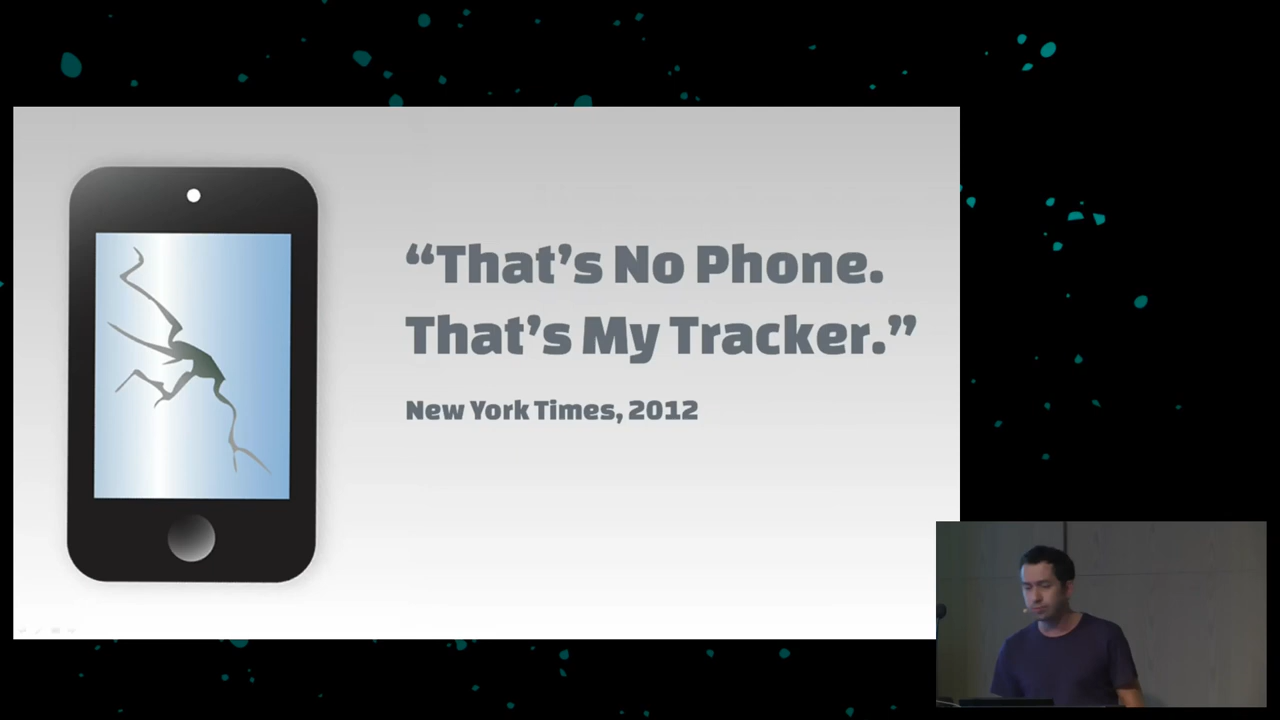 “That’s No Phone.
That’s My Tracker.”
New York Times, 2012